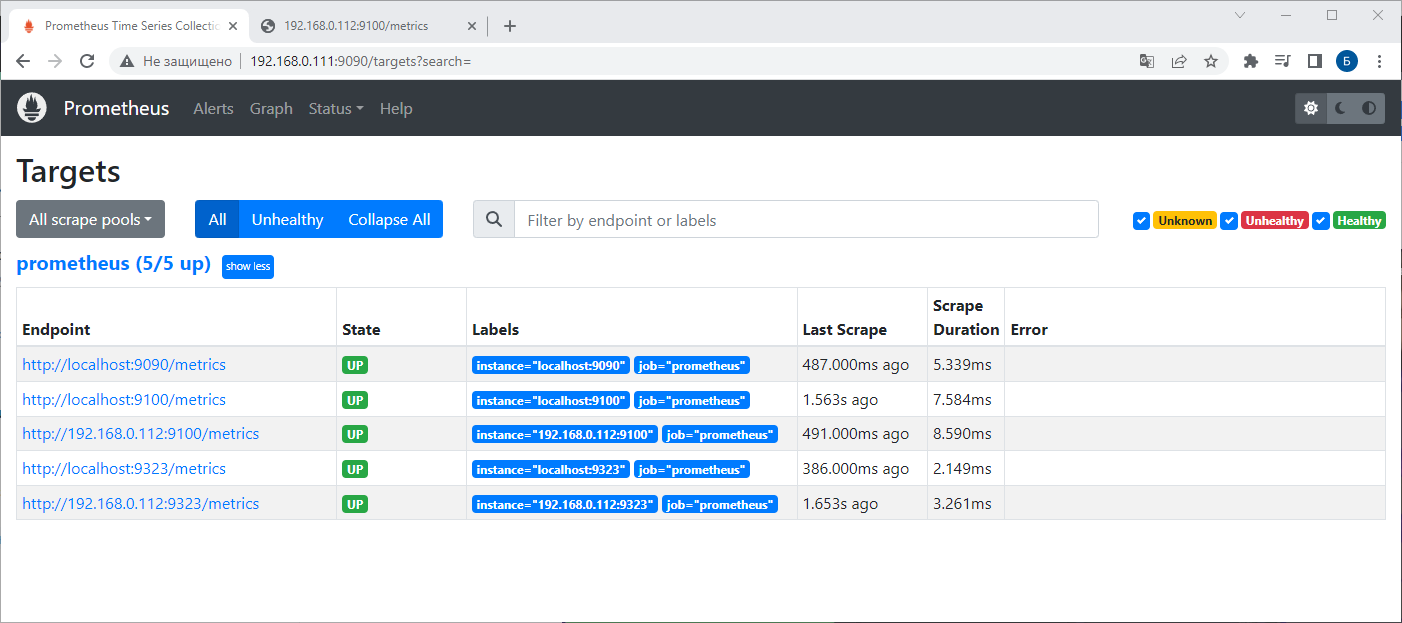 Prometheus Time Series Collectio
192.168.0.112:9100/metrics
Не защищено
192.168.0.111:9090/targets?search=
Б
Prometheus Alerts Graph Status Help
Targets
All scrape pools All Unhealthy Collapse All Filter by endpoint or labels Unknown Unhealthy Healthy
prometheus (5/5 up) show less
Endpoint State Labels Last Scrape Scrape Duration Error
http://localhost:9090/metrics UP instance="localhost:9090" job="prometheus" 487.000ms ago 5.339ms
http://localhost:9100/metrics UP instance="localhost:9100" job="prometheus" 1.563s ago 7.584ms
http://192.168.0.112:9100/metrics UP instance="192.168.0.112:9100" job="prometheus" 491.000ms ago 8.590ms
http://localhost:9323/metrics UP instance="localhost:9323" job="prometheus" 386.000ms ago 2.149ms
http://192.168.0.112:9323/metrics UP instance="192.168.0.112:9323" job="prometheus" 1.653s ago 3.261ms